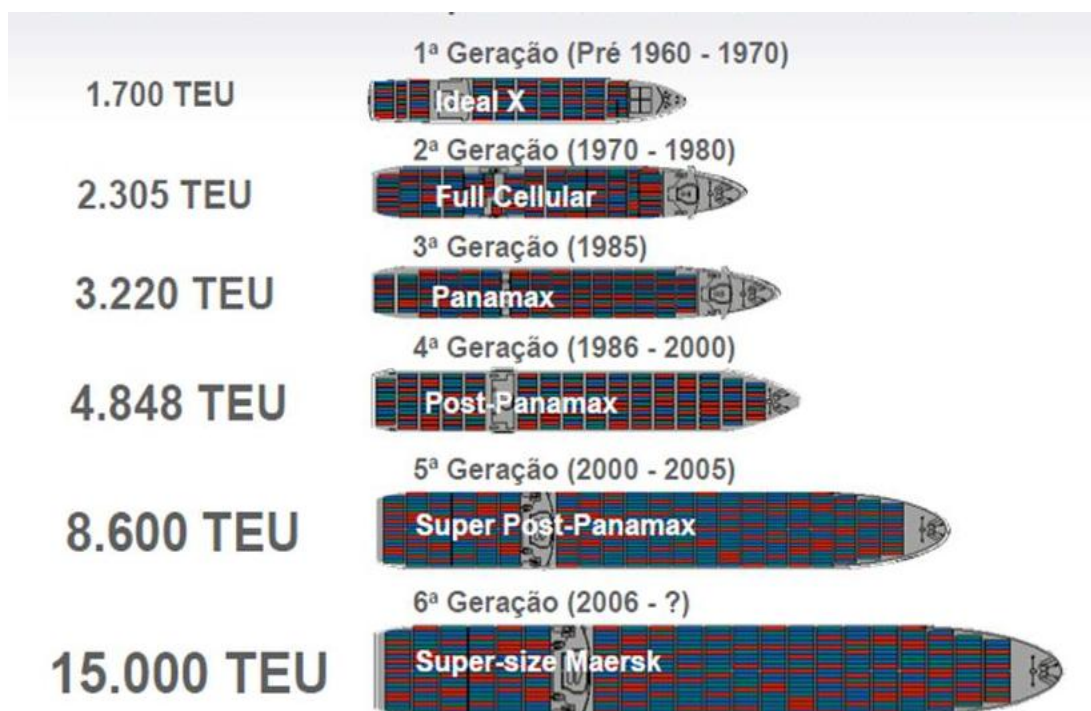 1ª Geração (Pré 1960 - 1970)
1.700 TEU
Ideal X
2ª Geração (1970 - 1980)
2.305 TEU
Full Cellular
3ª Geração (1985)
3.220 TEU
Panamax
4ª Geração (1986 - 2000)
4.848 TEU
Post-Panamax
5ª Geração (2000 - 2005)
8.600 TEU
Super Post-Panamax
6ª Geração (2006 - ?)
15.000 TEU
Super-size Maersk